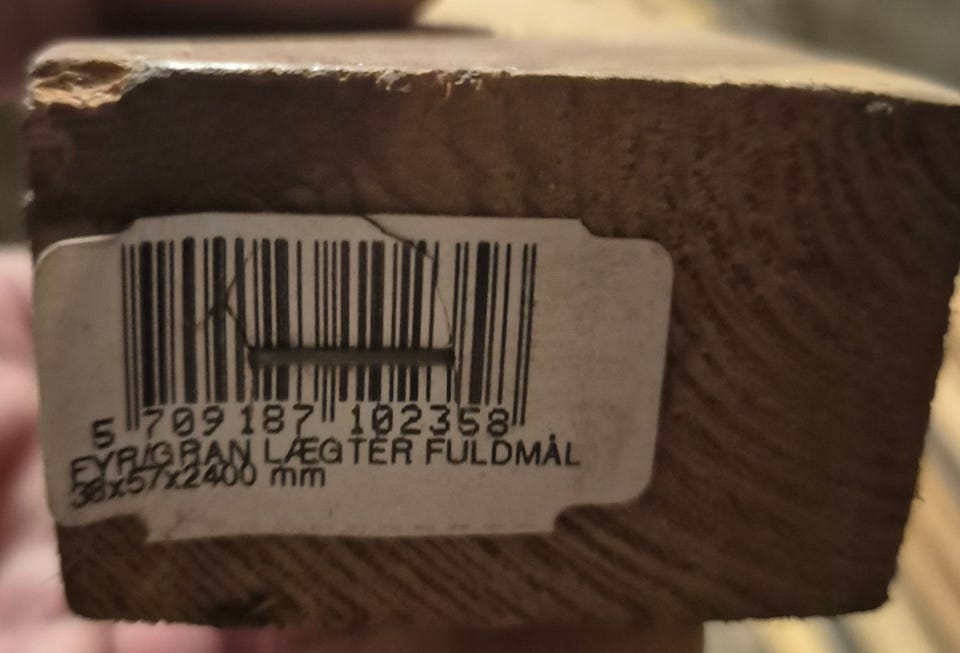 5 709187 102358
FYR/GRAN LÆGTER FULDMÅL
38x57x2400 mm